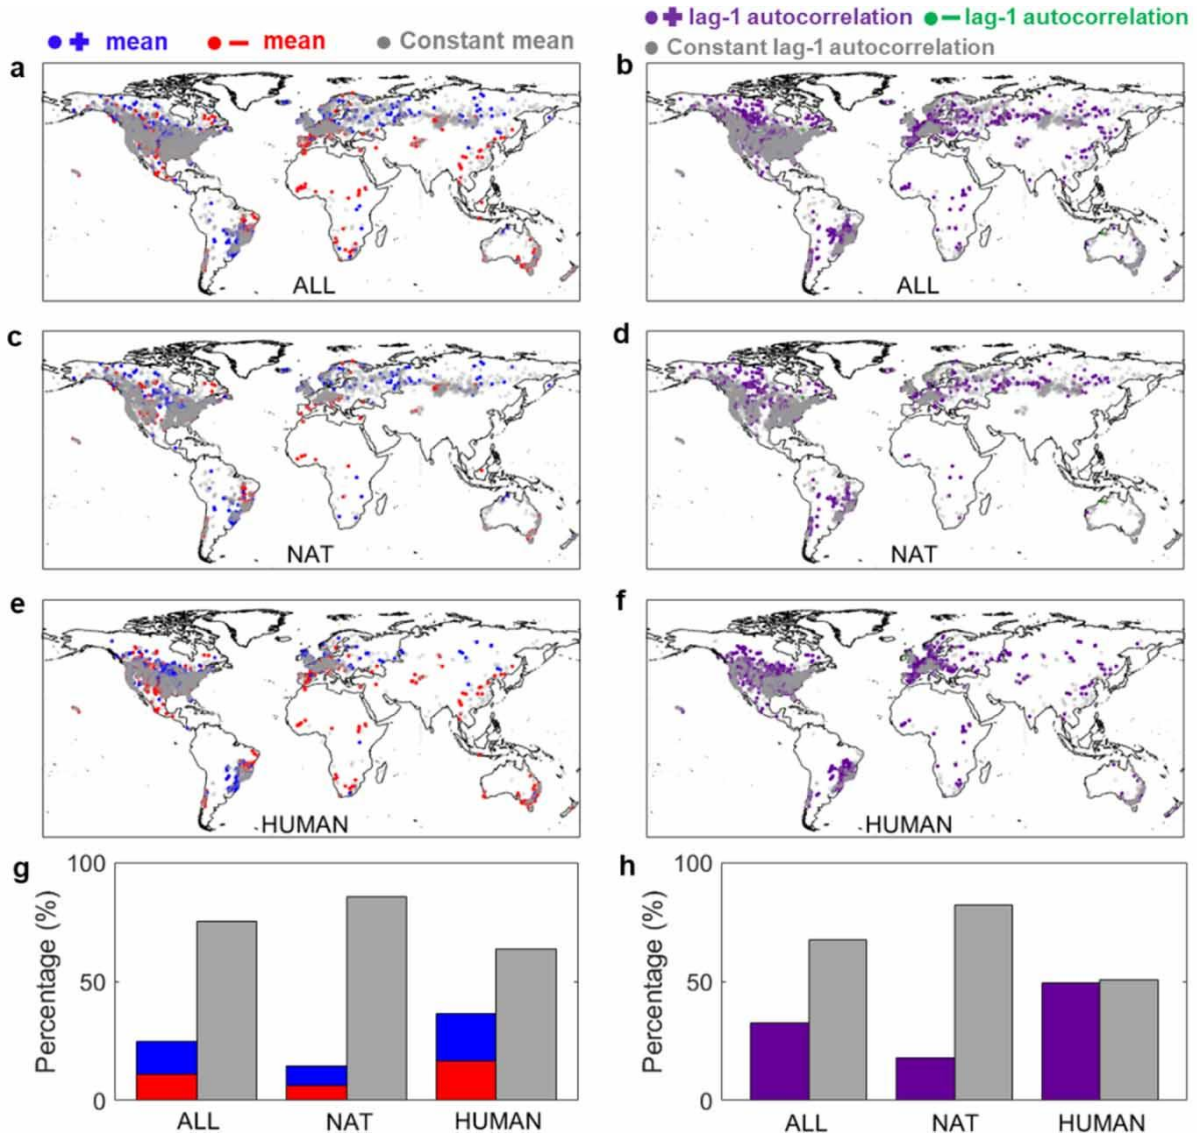 ● + mean ● − mean ● Constant mean
● + lag-1 autocorrelation ● − lag-1 autocorrelation
● Constant lag-1 autocorrelation
a
ALL
b
ALL
c
NAT
d
NAT
e
HUMAN
f
HUMAN
g
Percentage (%)
100
50
0
ALL NAT HUMAN
h
Percentage (%)
100
50
0
ALL NAT HUMAN